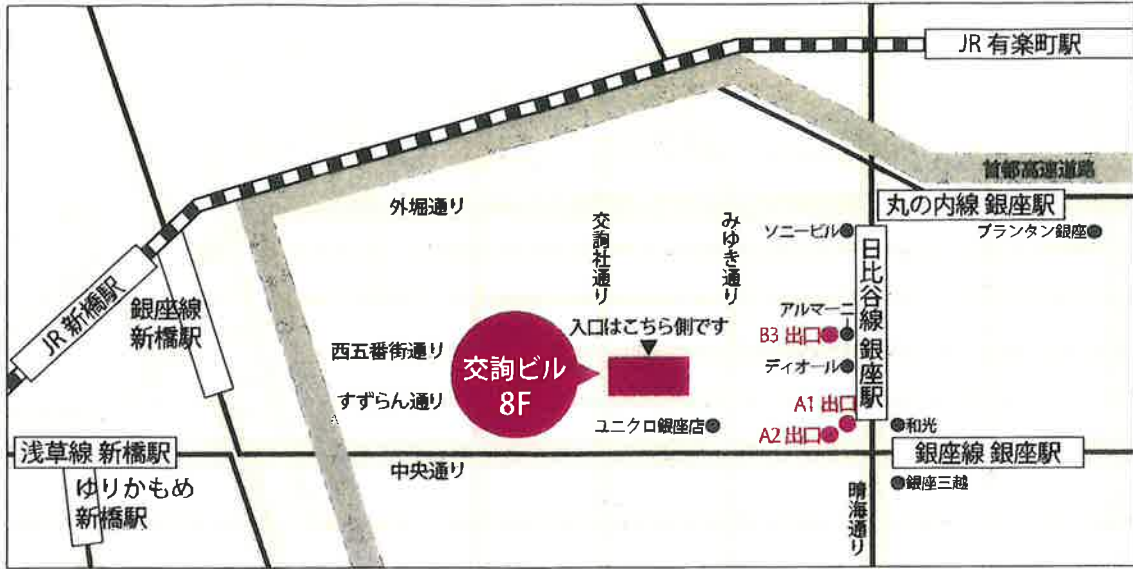 JR 有楽町駅
首都高速道路
丸の内線 銀座駅
外堀通り
交詢社通り
みゆき通り
ソニービル
プランタン銀座
日比谷線 銀座駅
JR 新橋駅
銀座線
新橋駅
アルマーニ
入口はこちら側です
B3 出口
西五番街通り
交詢ビル
8F
ディオール
すずらん通り
A1 出口
ユニクロ銀座店
A2 出口
和光
浅草線 新橋駅
中央通り
銀座線 銀座駅
ゆりかもめ
新橋駅
銀座三越
晴海通り